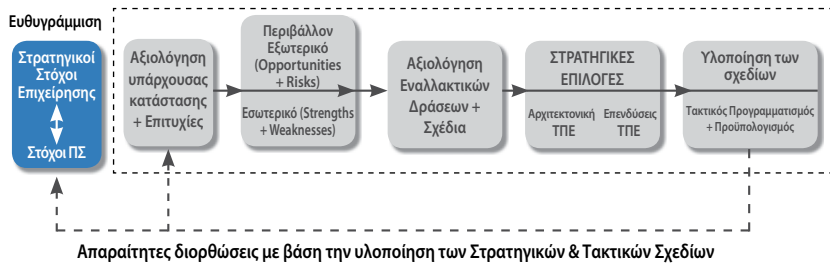 Ευθυγράμμιση
Στρατηγικοί
Στόχοι
Επιχείρησης
Στόχοι ΠΣ
Αξιολόγηση
υπάρχουσας
κατάστασης
+ Επιτυχίες
Περιβάλλον
Εξωτερικό
(Opportunities
+ Risks)
Εσωτερικό (Strengths
+ Weaknesses)
Αξιολόγηση
Εναλλακτικών
Δράσεων +
Σχέδια
ΣΤΡΑΤΗΓΙΚΕΣ
ΕΠΙΛΟΓΕΣ
Αρχιτεκτονική
ΤΠΕ
Επενδύσεις
ΤΠΕ
Υλοποίηση των
σχεδίων
Τακτικός Προγραμματισμός
+ Προϋπολογισμός
Απαραίτητες διορθώσεις με βάση την υλοποίηση των Στρατηγικών & Τακτικών Σχεδίων